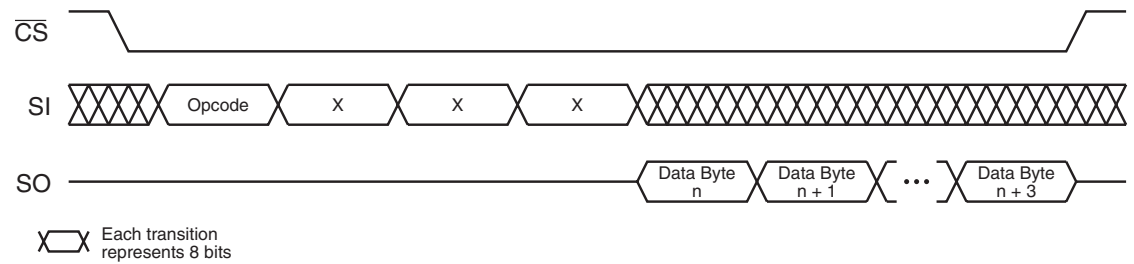 CS
SI
Opcode
X
X
X
SO
Data Byte
n
Data Byte
n + 1
•••
Data Byte
n + 3
Each transition
represents 8 bits